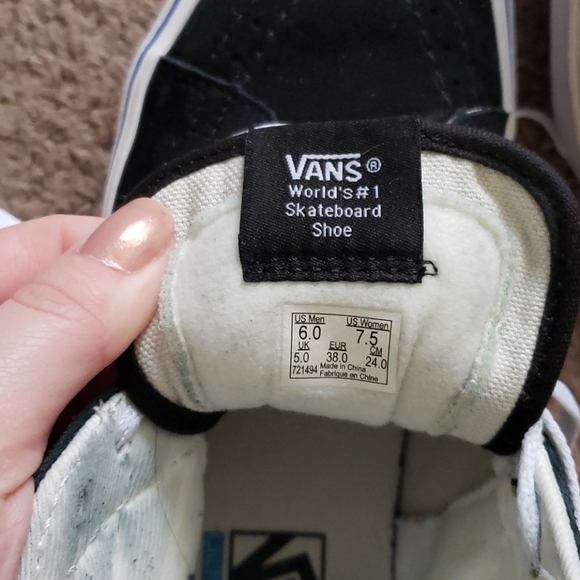 VANS®
World's #1
Skateboard
Shoe
US Men US Women
6.0 7.5
UK EUR CM
5.0 38.0 24.0
721494 Made in China
Fabrique en Chine